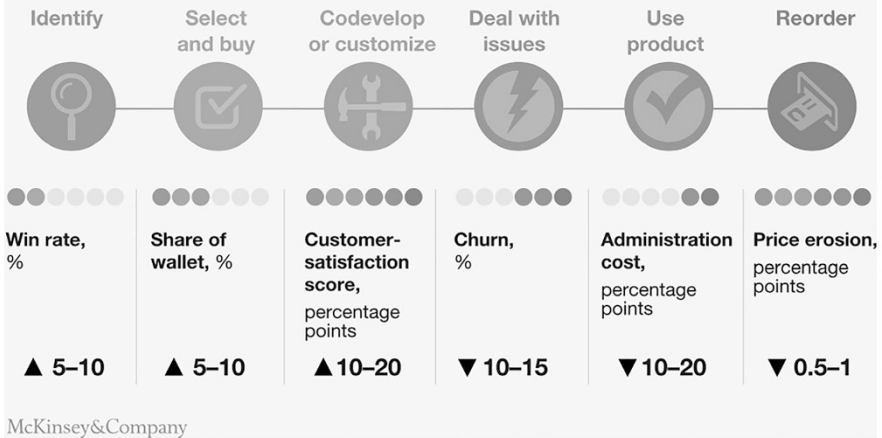 Identify
Select
and buy
Codevelop
or customize
Deal with
issues
Use
product
Reorder
Win rate,
%
Share of
wallet, %
Customer-
satisfaction
score,
percentage
points
Churn,
%
Administration
cost,
percentage
points
Price erosion,
percentage
points
▲ 5–10
▲ 5–10
▲ 10–20
▼ 10–15
▼ 10–20
▼ 0.5–1
McKinsey&Company